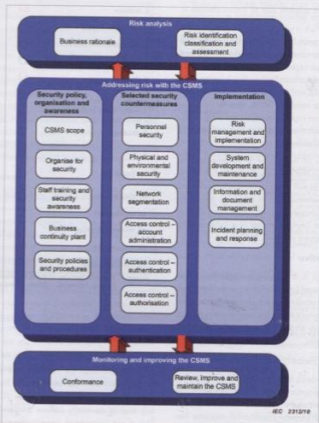 Risk analysis
Business rationale
Risk identification
classification and
assessment
Addressing risk with the CSMS
Security policy,
organisation and
awareness
CSMS scope
Organise for
security
Staff training and
security
awareness
Business
continuity plant
Security policies
and procedures
Selected security
countermeasures
Personnel
security
Physical and
environmental
security
Network
segmentation
Access control –
account
administration
Access control –
authentication
Access control –
authorisation
Implementation
Risk
management and
implementation
System
development and
maintenance
Information and
document
management
Incident planning
and response
Monitoring and improving the CSMS
Conformance
Review, improve and
maintain the CSMS
IEC 2313/10